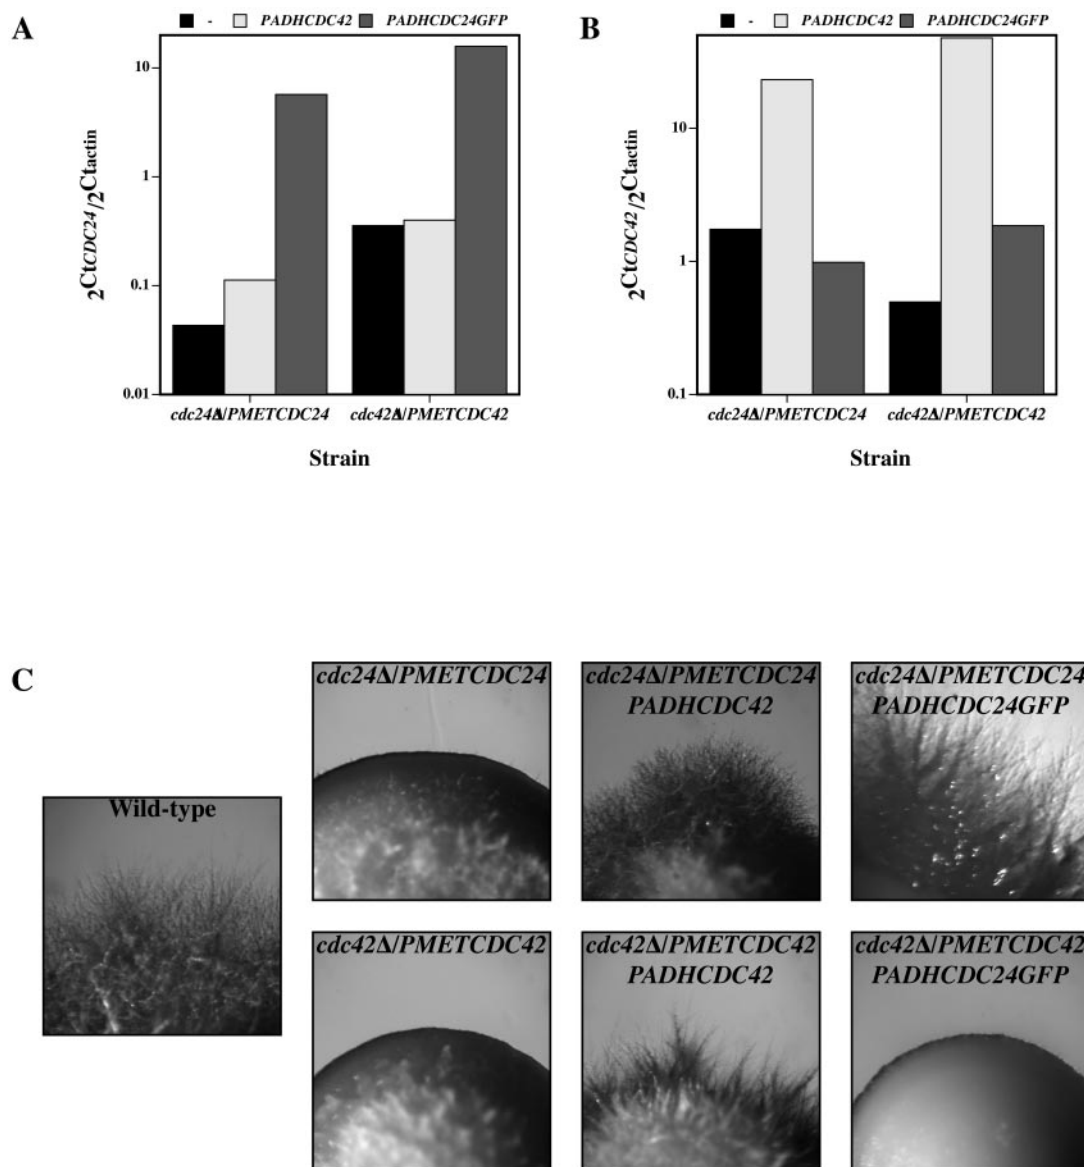 A
- PADHCDC42 PADHCDC24GFP
2CtCDC24/2Ctactin
10
1
0.1
0.01
cdc24Δ/PMETCDC24 cdc42Δ/PMETCDC42
Strain
B
- PADHCDC42 PADHCDC24GFP
2CtCDC42/2Ctactin
10
1
0.1
cdc24Δ/PMETCDC24 cdc42Δ/PMETCDC42
Strain
C
Wild-type
cdc24Δ/PMETCDC24
cdc24Δ/PMETCDC24
PADHCDC42
cdc24Δ/PMETCDC24
PADHCDC24GFP
cdc42Δ/PMETCDC42
cdc42Δ/PMETCDC42
PADHCDC42
cdc42Δ/PMETCDC42
PADHCDC24GFP